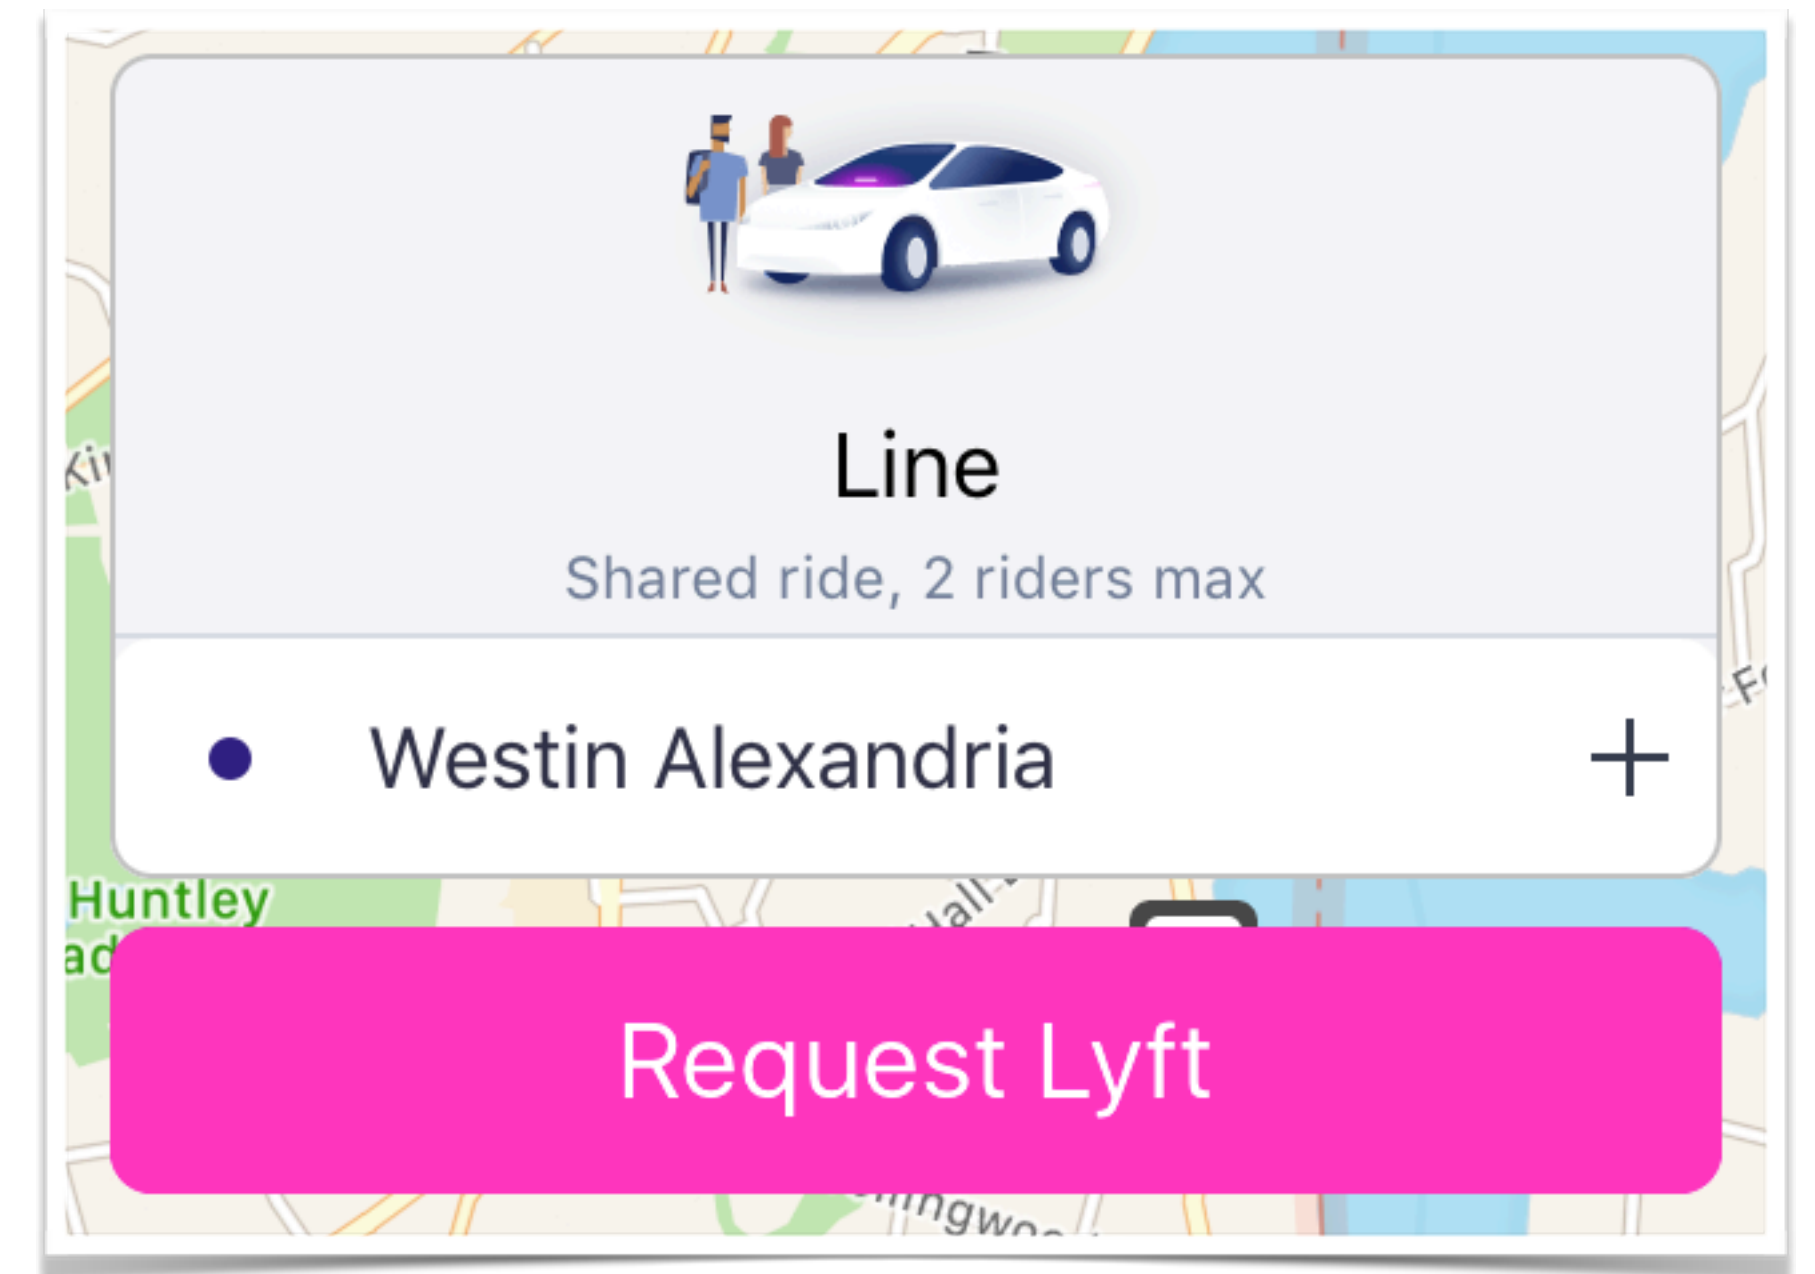 Line
Shared ride, 2 riders max
Westin Alexandria
Huntley
Request Lyft